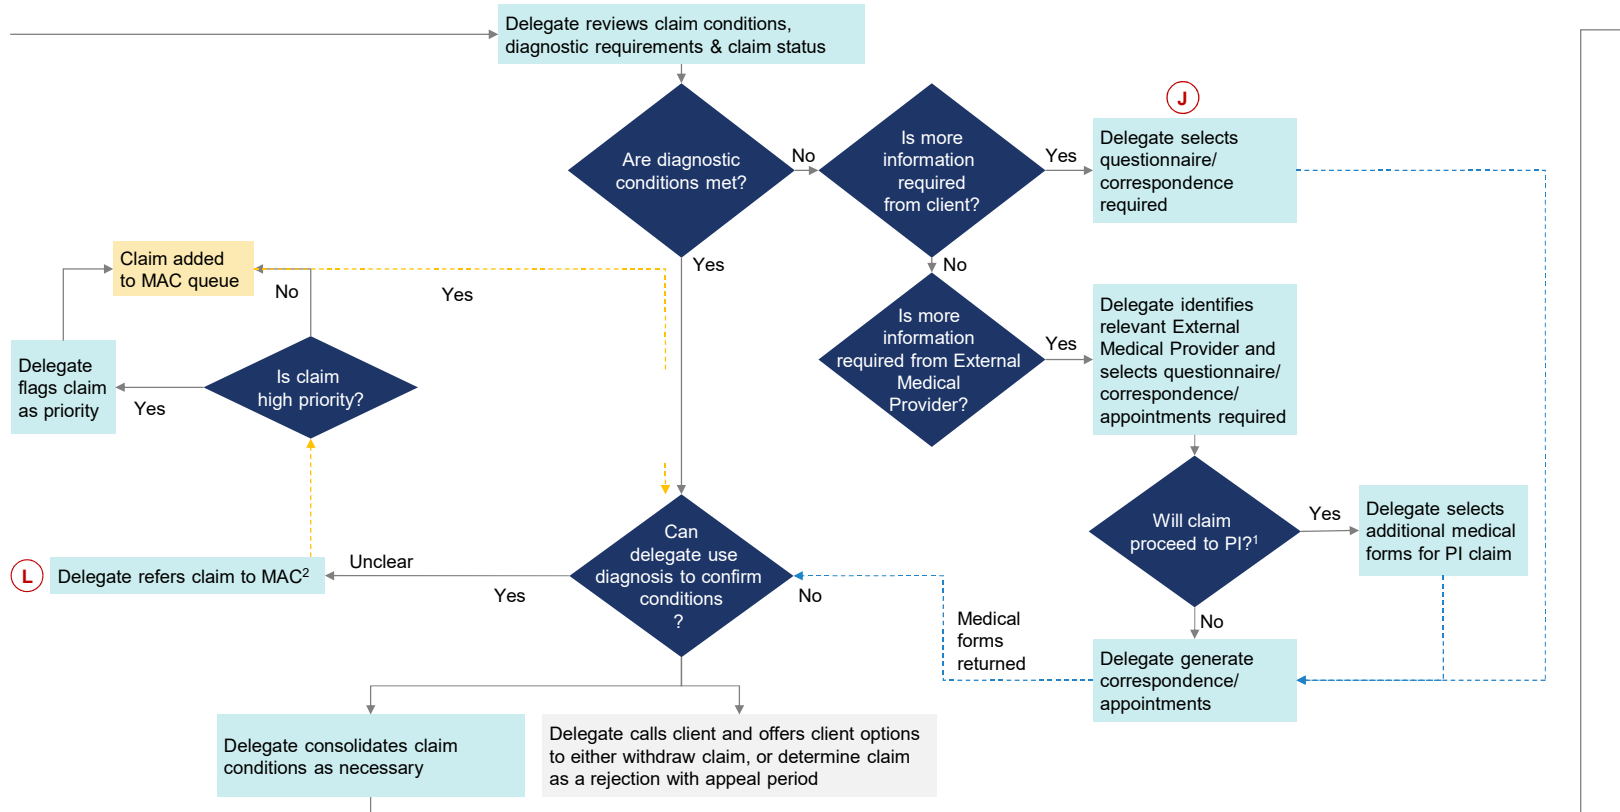 Delegate reviews claim conditions,
diagnostic requirements & claim status
Are diagnostic
conditions met?
No
Is more
information
required
from client?
Yes
J
Delegate selects
questionnaire/
correspondence
required
Claim added
to MAC queue
No
Yes
Yes
No
Delegate
flags claim
as priority
Yes
Is claim
high priority?
Is more
information
required from External
Medical
Provider?
Yes
Delegate identifies
relevant External
Medical Provider and
selects questionnaire/
correspondence/
appointments required
Will claim
proceed to PI?¹
Yes
Delegate selects
additional medical
forms for PI claim
No
L
Delegate refers claim to MAC²
Unclear
Yes
Can
delegate use
diagnosis to confirm
conditions
?
No
Medical
forms
returned
Delegate generate
correspondence/
appointments
Delegate consolidates claim
conditions as necessary
Delegate calls client and offers client options
to either withdraw claim, or determine claim
as a rejection with appeal period